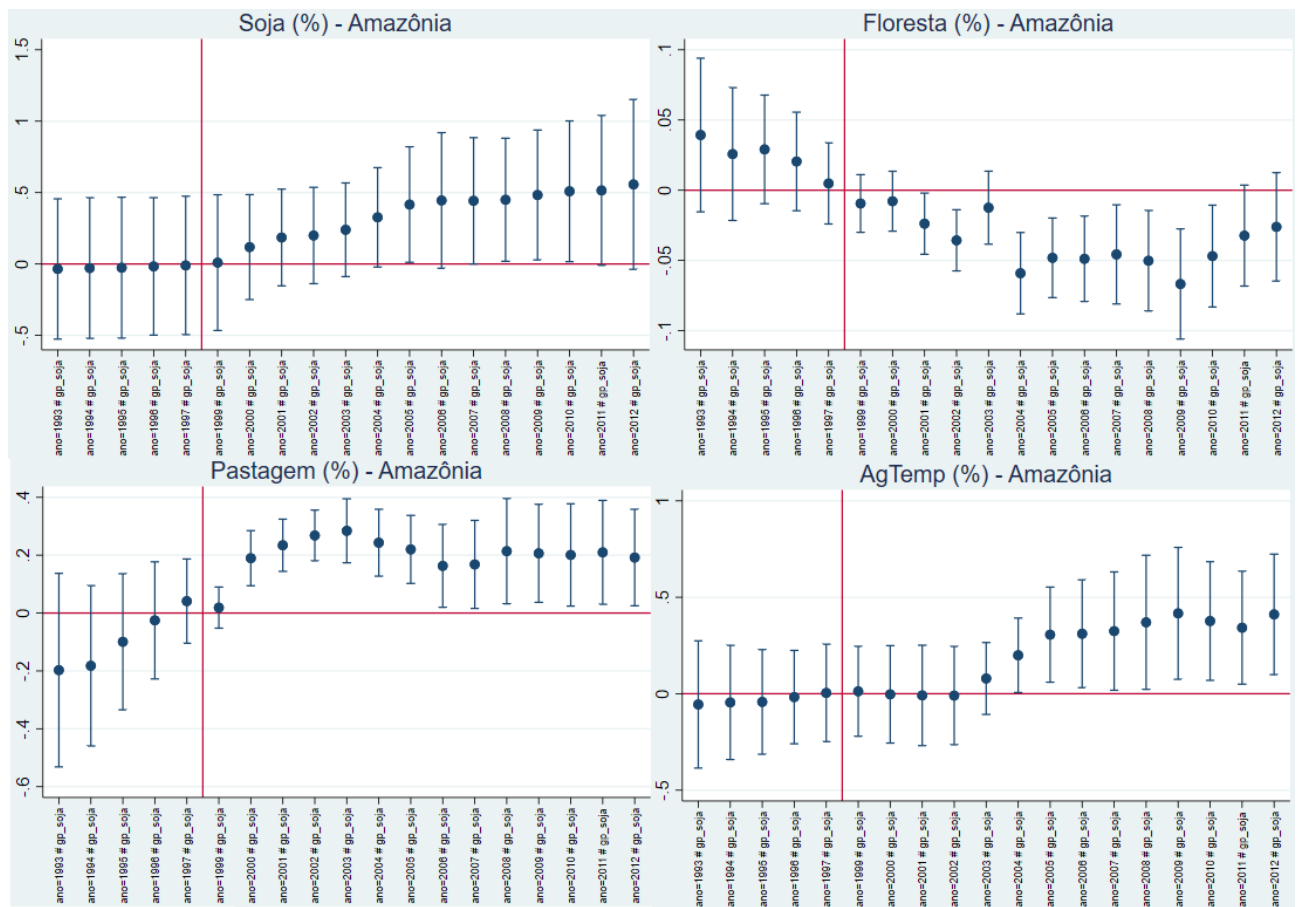 Soja (%) - Amazônia
1.5
1
.5
0
-.5
ano=1993 # gp_soja
ano=1994 # gp_soja
ano=1995 # gp_soja
ano=1996 # gp_soja
ano=1997 # gp_soja
ano=1999 # gp_soja
ano=2000 # gp_soja
ano=2001 # gp_soja
ano=2002 # gp_soja
ano=2003 # gp_soja
ano=2004 # gp_soja
ano=2005 # gp_soja
ano=2006 # gp_soja
ano=2007 # gp_soja
ano=2008 # gp_soja
ano=2009 # gp_soja
ano=2010 # gp_soja
ano=2011 # gp_soja
ano=2012 # gp_soja
Floresta (%) - Amazônia
.1
.05
0
-.05
-.1
ano=1993 # gp_soja
ano=1994 # gp_soja
ano=1995 # gp_soja
ano=1996 # gp_soja
ano=1997 # gp_soja
ano=1999 # gp_soja
ano=2000 # gp_soja
ano=2001 # gp_soja
ano=2002 # gp_soja
ano=2003 # gp_soja
ano=2004 # gp_soja
ano=2005 # gp_soja
ano=2006 # gp_soja
ano=2007 # gp_soja
ano=2008 # gp_soja
ano=2009 # gp_soja
ano=2010 # gp_soja
ano=2011 # gp_soja
ano=2012 # gp_soja
Pastagem (%) - Amazônia
.4
.2
0
-.2
-.4
-.6
ano=1993 # gp_soja
ano=1994 # gp_soja
ano=1995 # gp_soja
ano=1996 # gp_soja
ano=1997 # gp_soja
ano=1999 # gp_soja
ano=2000 # gp_soja
ano=2001 # gp_soja
ano=2002 # gp_soja
ano=2003 # gp_soja
ano=2004 # gp_soja
ano=2005 # gp_soja
ano=2006 # gp_soja
ano=2007 # gp_soja
ano=2008 # gp_soja
ano=2009 # gp_soja
ano=2010 # gp_soja
ano=2011 # gp_soja
ano=2012 # gp_soja
AgTemp (%) - Amazônia
1
.5
0
-.5
ano=1993 # gp_soja
ano=1994 # gp_soja
ano=1995 # gp_soja
ano=1996 # gp_soja
ano=1997 # gp_soja
ano=1999 # gp_soja
ano=2000 # gp_soja
ano=2001 # gp_soja
ano=2002 # gp_soja
ano=2003 # gp_soja
ano=2004 # gp_soja
ano=2005 # gp_soja
ano=2006 # gp_soja
ano=2007 # gp_soja
ano=2008 # gp_soja
ano=2009 # gp_soja
ano=2010 # gp_soja
ano=2011 # gp_soja
ano=2012 # gp_soja